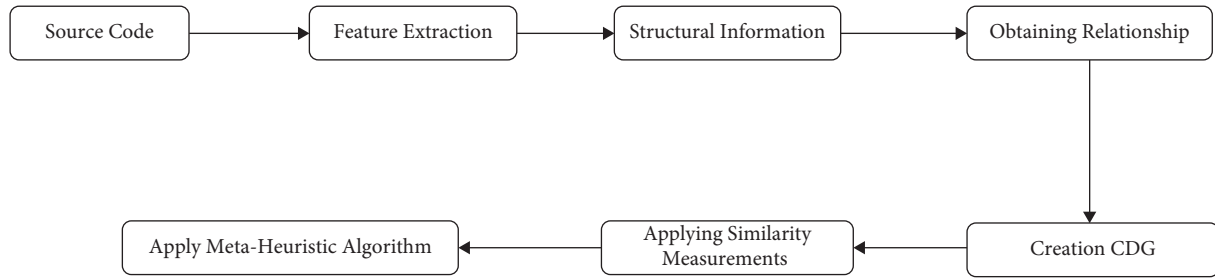 Source Code
Feature Extraction
Structural Information
Obtaining Relationship
Creation CDG
Applying Similarity
Measurements
Apply Meta-Heuristic Algorithm